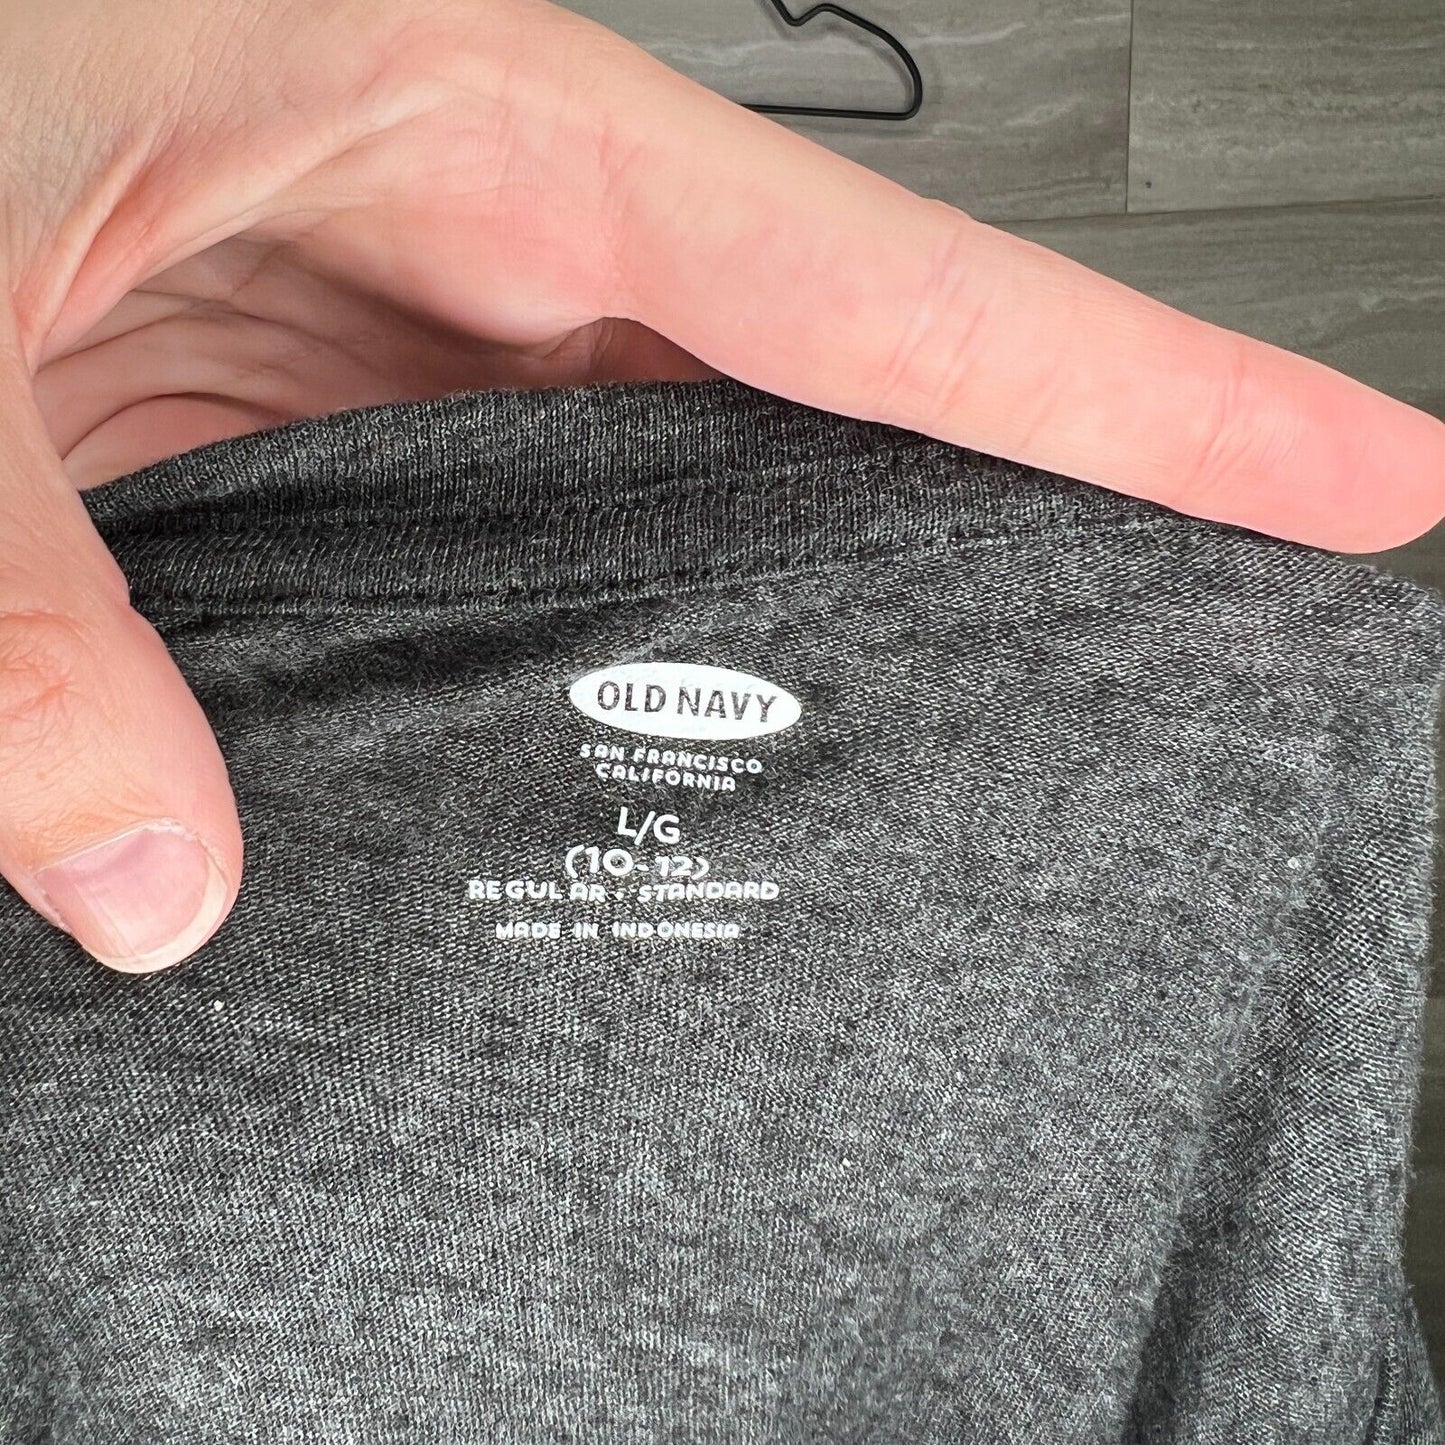 OLD NAVY
SAN FRANCISCO
CALIFORNIA
L/G
(10-12)
REGULAR • STANDARD
MADE IN INDONESIA